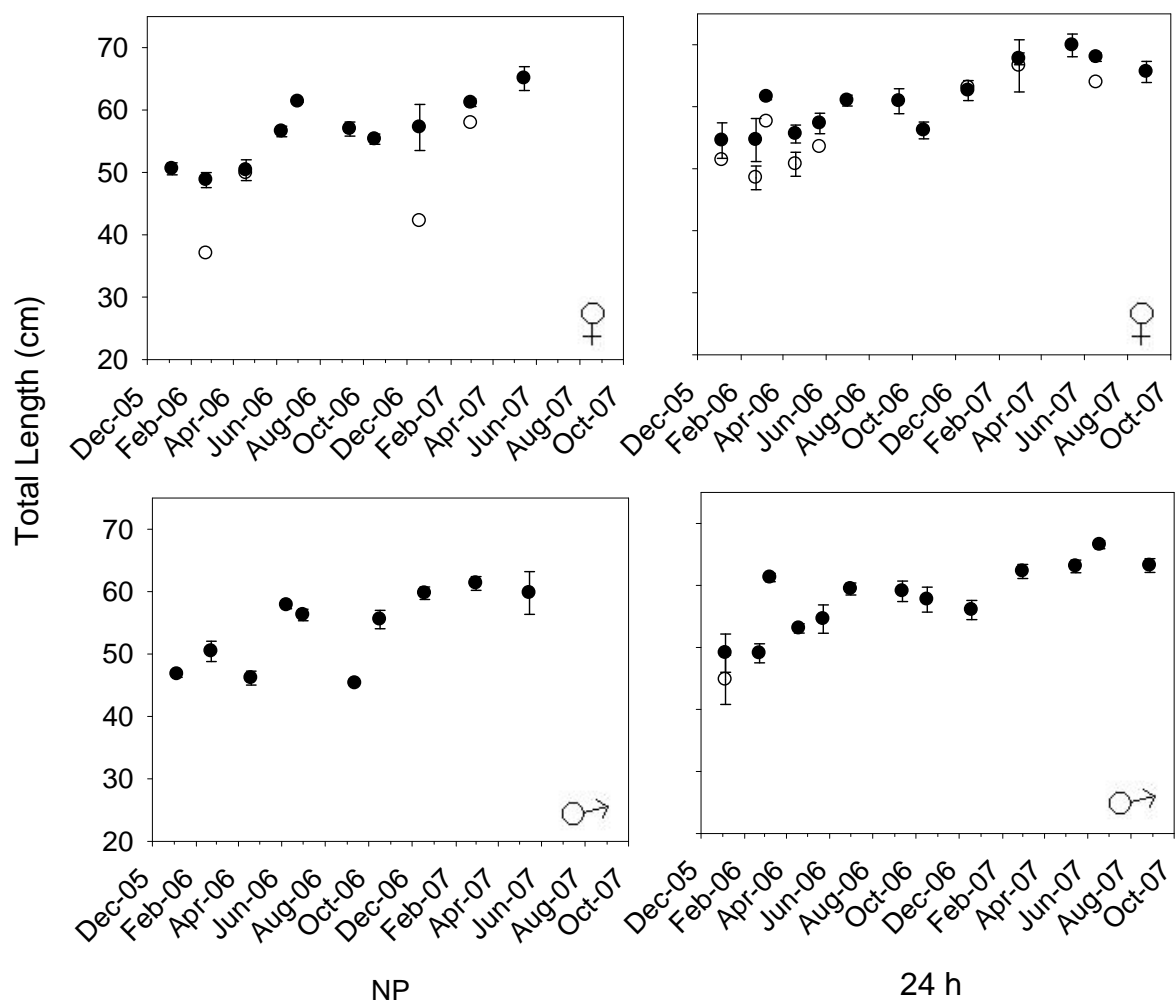 Total Length (cm)
70
60
50
40
30
20
Dec-05 Feb-06 Apr-06 Jun-06 Aug-06 Oct-06 Dec-06 Feb-07 Apr-07 Jun-07 Aug-07 Oct-07
Dec-05 Feb-06 Apr-06 Jun-06 Aug-06 Oct-06 Dec-06 Feb-07 Apr-07 Jun-07 Aug-07 Oct-07
70
60
50
40
30
20
Dec-05 Feb-06 Apr-06 Jun-06 Aug-06 Oct-06 Dec-06 Feb-07 Apr-07 Jun-07 Aug-07 Oct-07
Dec-05 Feb-06 Apr-06 Jun-06 Aug-06 Oct-06 Dec-06 Feb-07 Apr-07 Jun-07 Aug-07 Oct-07
NP
24 h